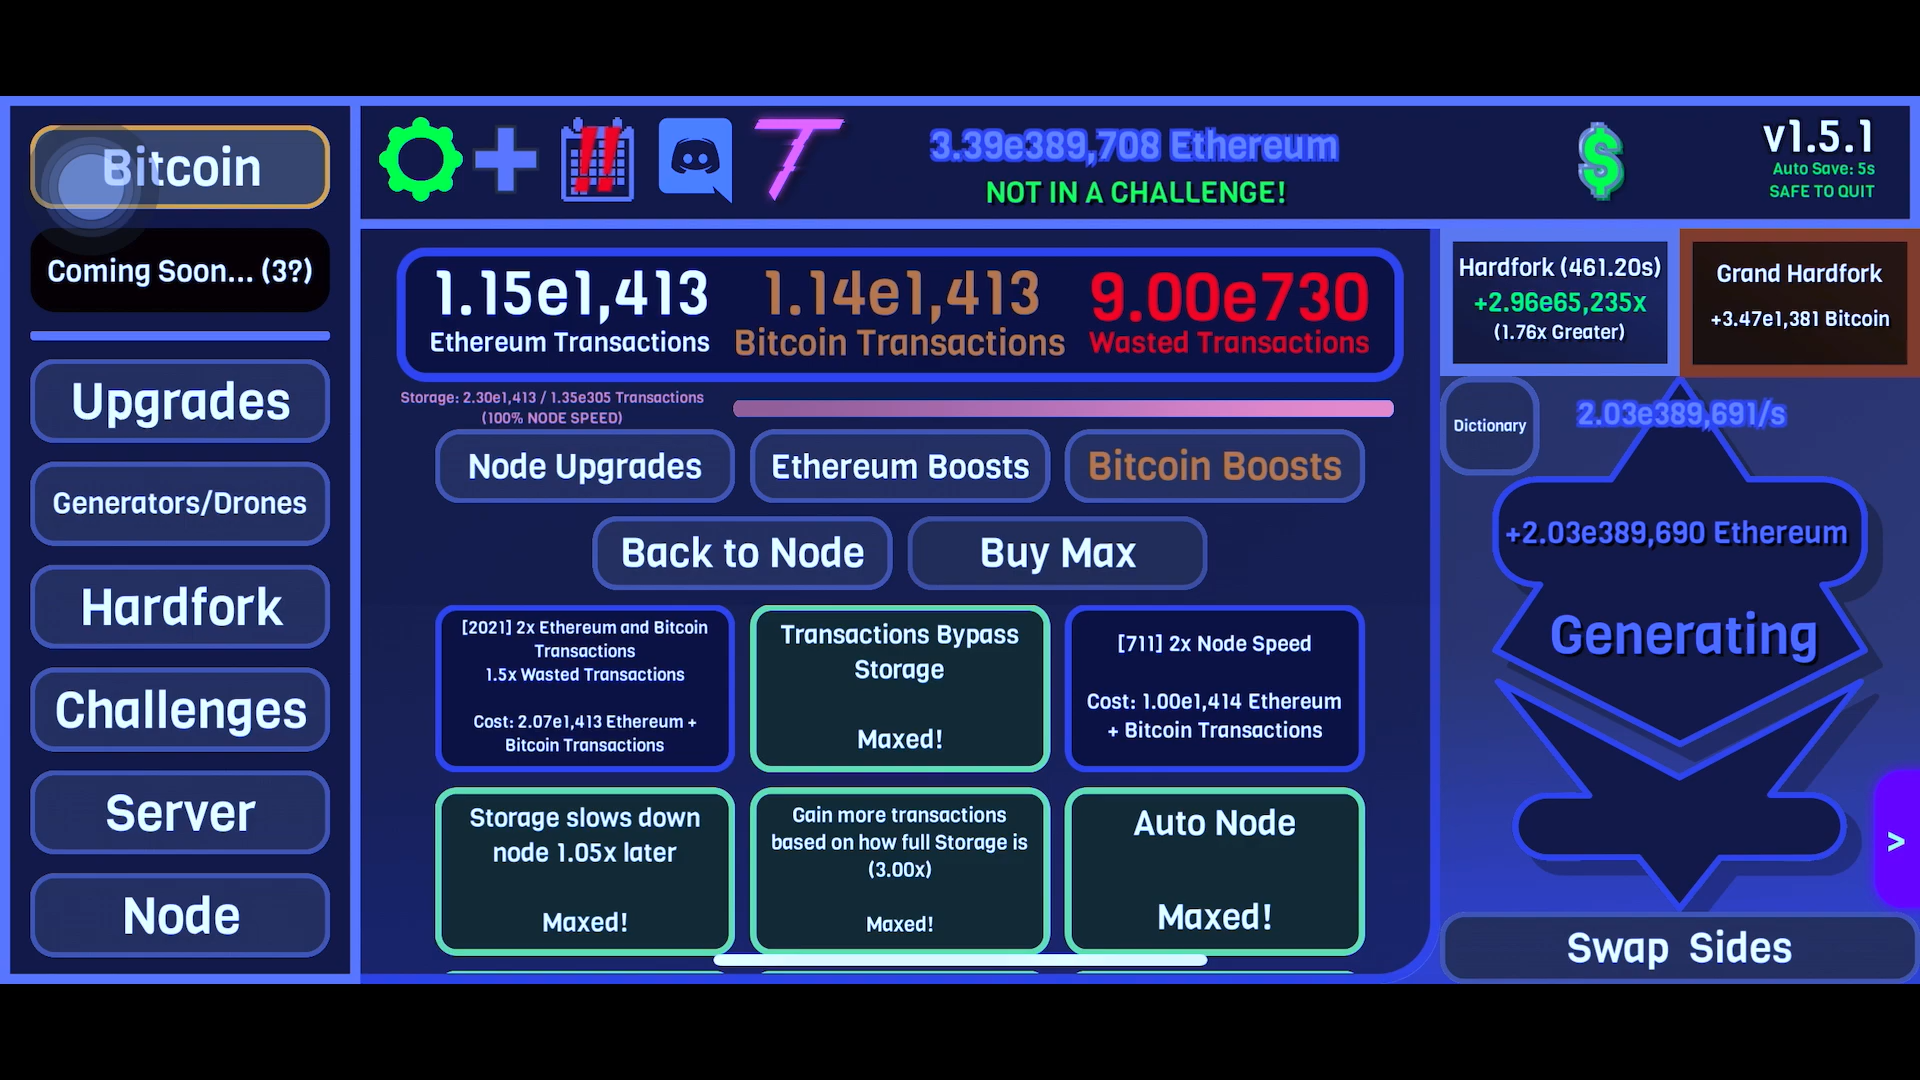 Bitcoin
Coming Soon... (3?)
Upgrades
Generators/Drones
Hardfork
Challenges
Server
Node
3.39e389,708 Ethereum
NOT IN A CHALLENGE!
v1.5.1
Auto Save: 5s
SAFE TO QUIT
1.15e1,413
Ethereum Transactions
1.14e1,413
Bitcoin Transactions
9.00e730
Wasted Transactions
Storage: 2.30e1,413 / 1.35e305 Transactions
(100% NODE SPEED)
Node Upgrades
Ethereum Boosts
Bitcoin Boosts
Back to Node
Buy Max
[2021] 2x Ethereum and Bitcoin
Transactions
1.5x Wasted Transactions
Cost: 2.07e1,413 Ethereum +
Bitcoin Transactions
Transactions Bypass
Storage
Maxed!
[711] 2x Node Speed
Cost: 1.00e1,414 Ethereum
+ Bitcoin Transactions
Storage slows down
node 1.05x later
Maxed!
Gain more transactions
based on how full Storage is
(3.00x)
Maxed!
Auto Node
Maxed!
Hardfork (461.20s)
+2.96e65,235x
(1.76x Greater)
Grand Hardfork
+3.47e1,381 Bitcoin
Dictionary
2.03e389,691/s
+2.03e389,690 Ethereum
Generating
>
Swap Sides